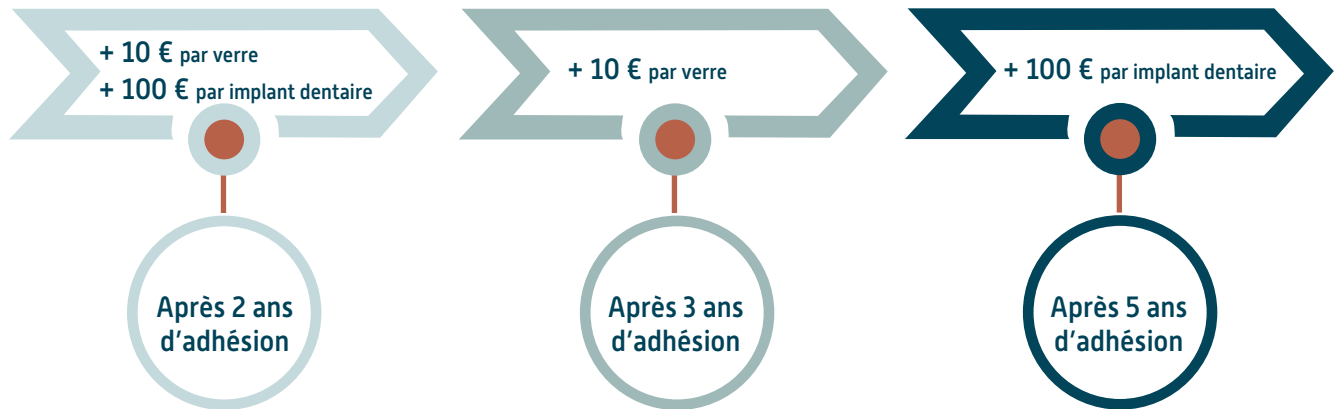 + 10 € par verre
+ 100 € par implant dentaire
+ 10 € par verre
+ 100 € par implant dentaire
Après 2 ans
d’adhésion
Après 3 ans
d’adhésion
Après 5 ans
d’adhésion